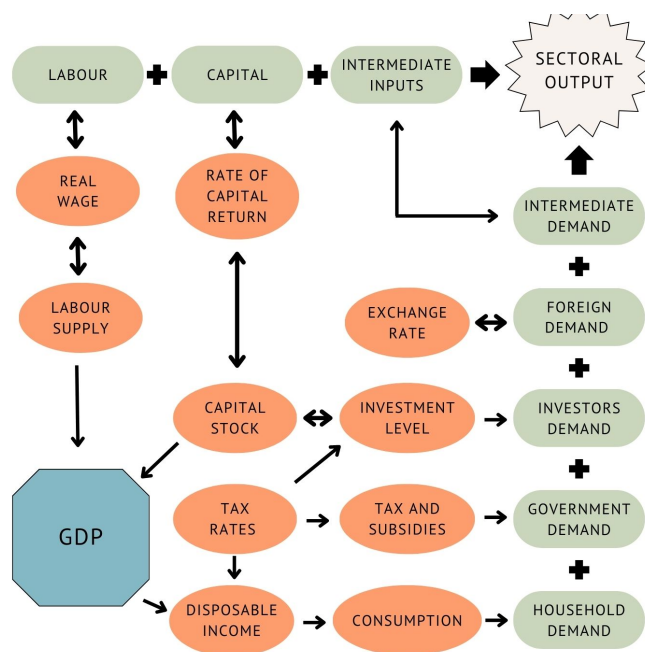 LABOUR
CAPITAL
INTERMEDIATE
INPUTS
SECTORAL
OUTPUT
REAL
WAGE
RATE OF
CAPITAL
RETURN
INTERMEDIATE
DEMAND
LABOUR
SUPPLY
EXCHANGE
RATE
FOREIGN
DEMAND
CAPITAL
STOCK
INVESTMENT
LEVEL
INVESTORS
DEMAND
GDP
TAX
RATES
TAX AND
SUBSIDIES
GOVERNMENT
DEMAND
DISPOSABLE
INCOME
CONSUMPTION
HOUSEHOLD
DEMAND